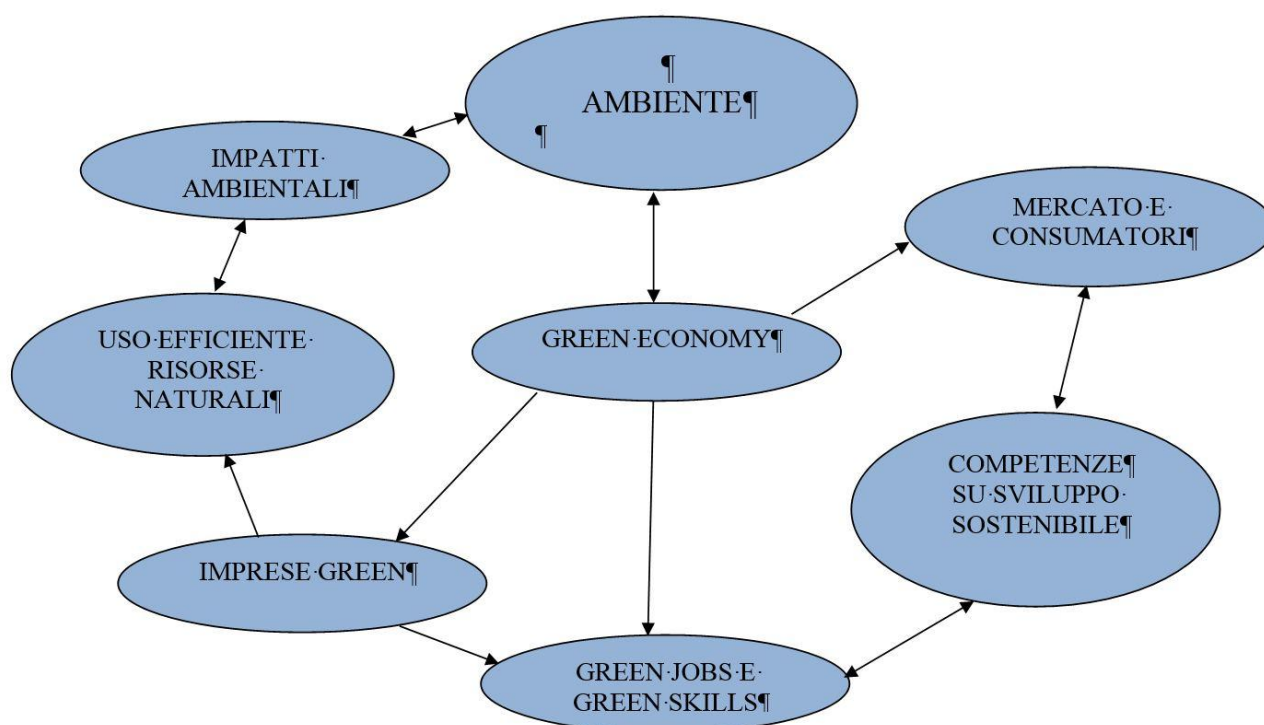 ¶
AMBIENTE¶
¶
IMPATTI·
AMBIENTALI¶
MERCATO·E·
CONSUMATORI¶
USO·EFFICIENTE·
RISORSE·
NATURALI¶
GREEN·ECONOMY¶
COMPETENZE¶
SU·SVILUPPO·
SOSTENIBILE¶
IMPRESE·GREEN¶
GREEN·JOBS·E·
GREEN·SKILLS¶